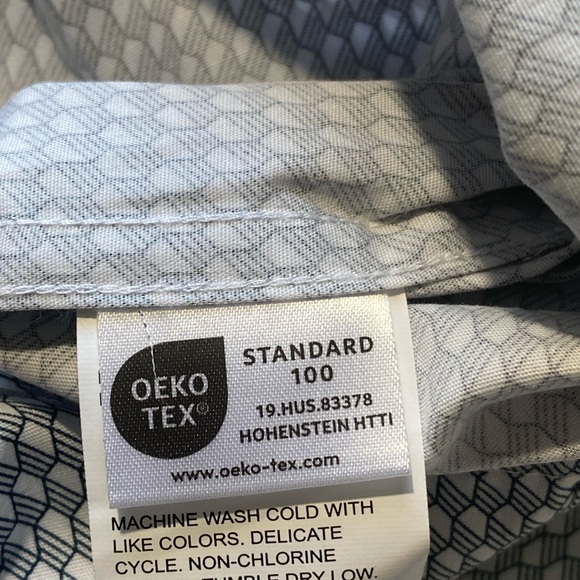 OEKO
TEX®
STANDARD
100
19.HUS.83378
HOHENSTEIN HTTI
www.oeko-tex.com
MACHINE WASH COLD WITH
LIKE COLORS. DELICATE
CYCLE. NON-CHLORINE
TUMBLE DRY LOW.